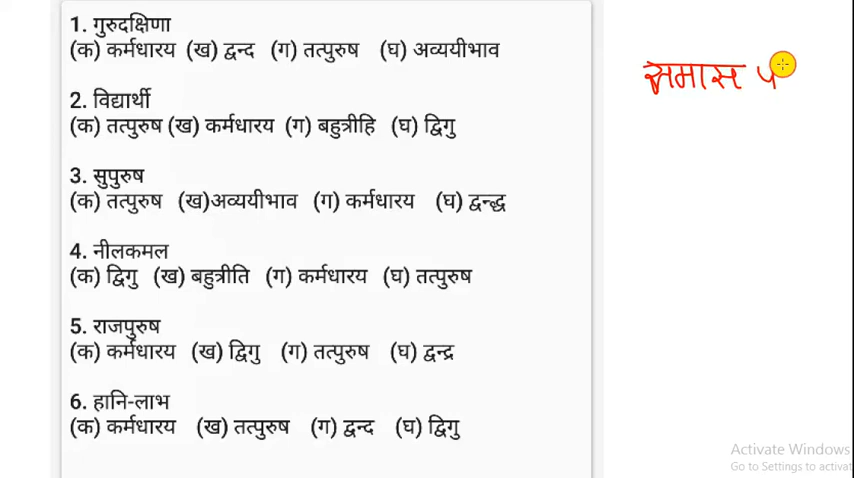 1. गुरुदक्षिणा
(क) कर्मधारय (ख) द्वन्द (ग) तत्पुरुष (घ) अव्ययीभाव
2. विद्यार्थी
(क) तत्पुरुष (ख) कर्मधारय (ग) बहुत्रीहि (घ) द्विगु
3. सुपुरुष
(क) तत्पुरुष (ख)अव्ययीभाव (ग) कर्मधारय (घ) द्वन्द्ध
4. नीलकमल
(क) द्विगु (ख) बहुत्रीति (ग) कर्मधारय (घ) तत्पुरुष
5. राजपुरुष
(क) कर्मधारय (ख) द्विगु (ग) तत्पुरुष (घ) द्वन्द्र
6. हानि-लाभ
(क) कर्मधारय (ख) तत्पुरुष (ग) द्वन्द (घ) द्विगु
समास
Activate Windows
Go to Settings to activat